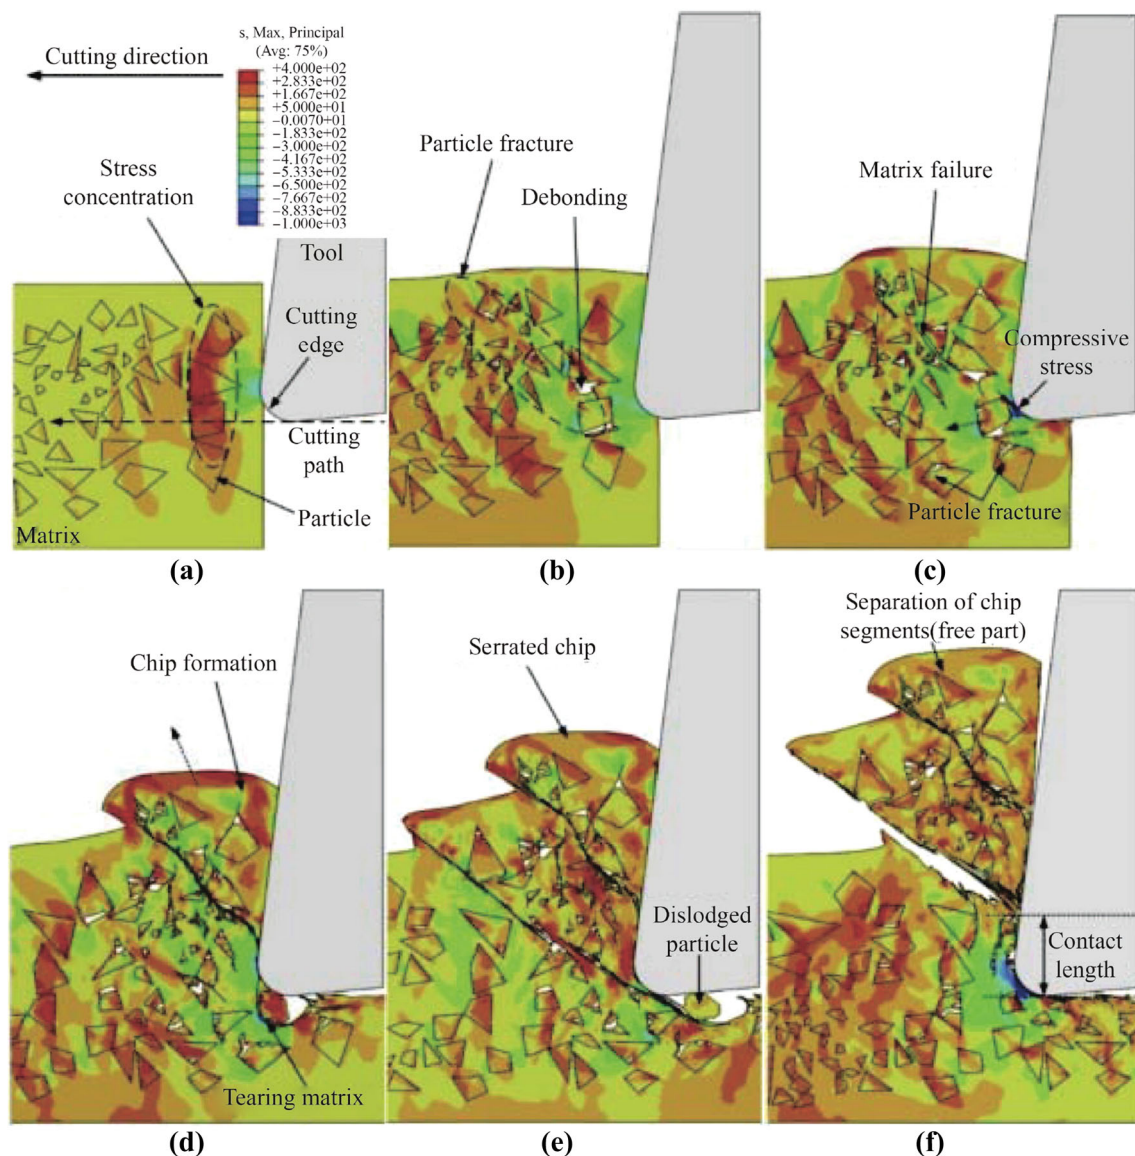 s, Max, Principal
(Avg: 75%)
+4.000e+02
+2.833e+02
+1.667e+02
+5.000e+01
−0.0070e+01
−1.833e+02
−3.000e+02
−4.167e+02
−5.333e+02
−6.500e+02
−7.667e+02
−8.833e+02
−1.000e+03
Cutting direction
Stress
concentration
Tool
Cutting
edge
Cutting
path
Particle
Matrix
(a)
Particle fracture
Debonding
(b)
Matrix failure
Compressive
stress
Particle fracture
(c)
Chip formation
Tearing matrix
(d)
Serrated chip
Dislodged
particle
(e)
Separation of chip
segments(free part)
Contact
length
(f)